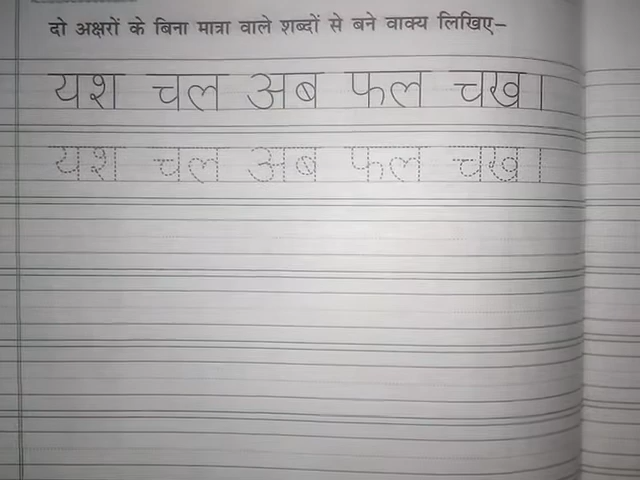 दो अक्षरों के बिना मात्रा वाले शब्दों से बने वाक्य लिखिए–
यश चल अब फल चख।
यश चल अब फल चख।